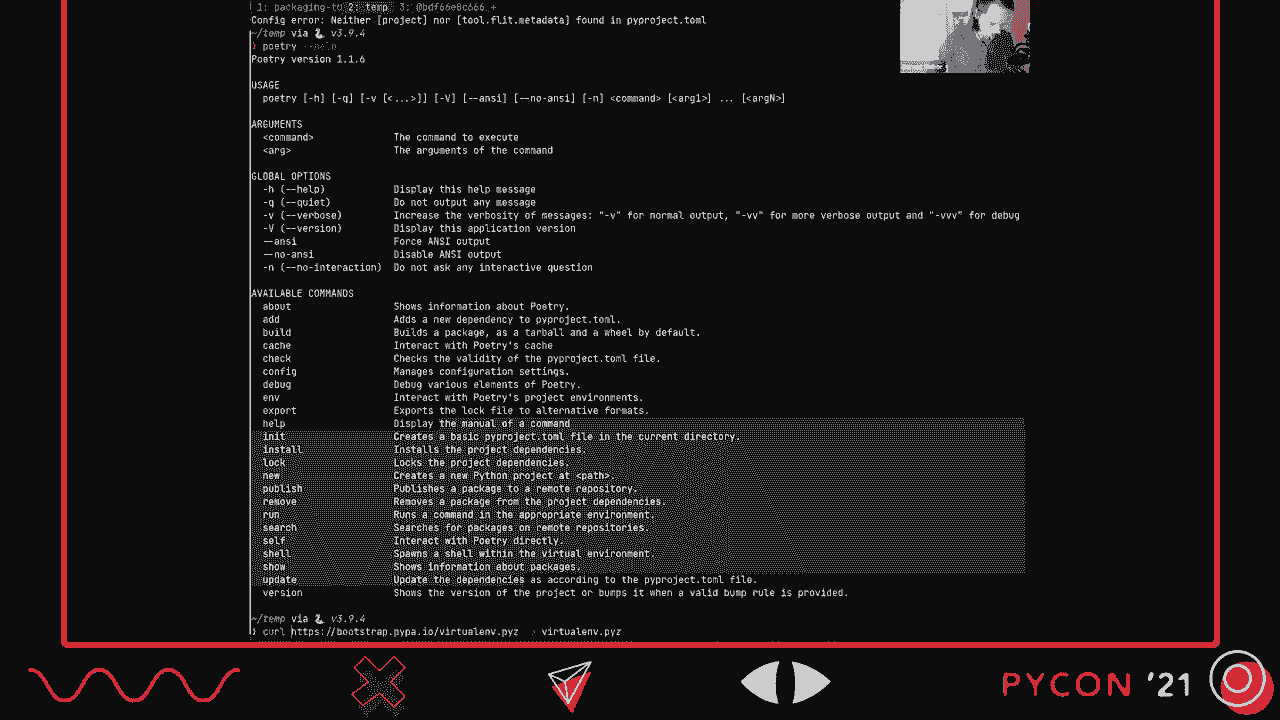 1: packaging-tu 2: temp 3: @bdf66e0c666 +
Config error: Neither [project] nor [tool.flit.metadata] found in pyproject.toml
~/temp via v3.9.4
❯ poetry --help
Poetry version 1.1.6
USAGE
poetry [-h] [-q] [-v [<...>]] [-V] [--ansi] [--no-ansi] [-n] <command> [<arg1>] ... [<argN>]
ARGUMENTS
<command> The command to execute
<arg> The arguments of the command
GLOBAL OPTIONS
-h (--help) Display this help message
-q (--quiet) Do not output any message
-v (--verbose) Increase the verbosity of messages: "-v" for normal output, "-vv" for more verbose output and "-vvv" for debug
-V (--version) Display this application version
--ansi Force ANSI output
--no-ansi Disable ANSI output
-n (--no-interaction) Do not ask any interactive question
AVAILABLE COMMANDS
about Shows information about Poetry.
add Adds a new dependency to pyproject.toml.
build Builds a package, as a tarball and a wheel by default.
cache Interact with Poetry's cache
check Checks the validity of the pyproject.toml file.
config Manages configuration settings.
debug Debug various elements of Poetry.
env Interact with Poetry's project environments.
export Exports the lock file to alternative formats.
help Display the manual of a command
init Creates a basic pyproject.toml file in the current directory.
install Installs the project dependencies.
lock Locks the project dependencies.
new Creates a new Python project at <path>.
publish Publishes a package to a remote repository.
remove Removes a package from the project dependencies.
run Runs a command in the appropriate environment.
search Searches for packages on remote repositories.
self Interact with Poetry directly.
shell Spawns a shell within the virtual environment.
show Shows information about packages.
update Update the dependencies as according to the pyproject.toml file.
version Shows the version of the project or bumps it when a valid bump rule is provided.
~/temp via v3.9.4
❯ curl https://bootstrap.pypa.io/virtualenv.pyz > virtualenv.pyz
PYCON '21